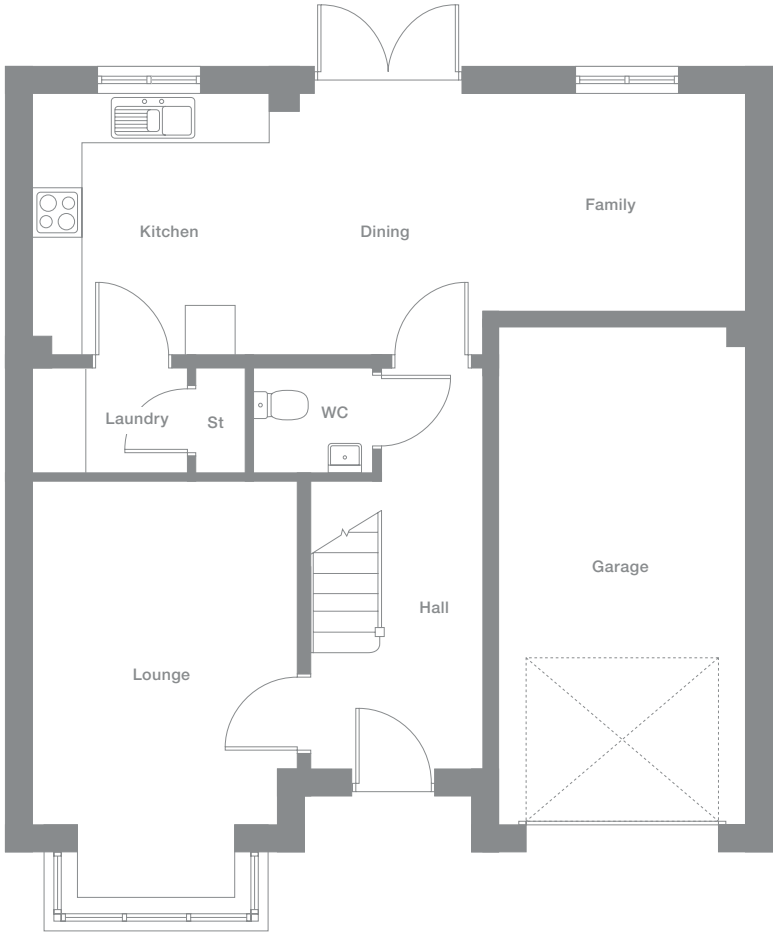 Family
Kitchen
Dining
Laundry
St
WC
Garage
Hall
Lounge